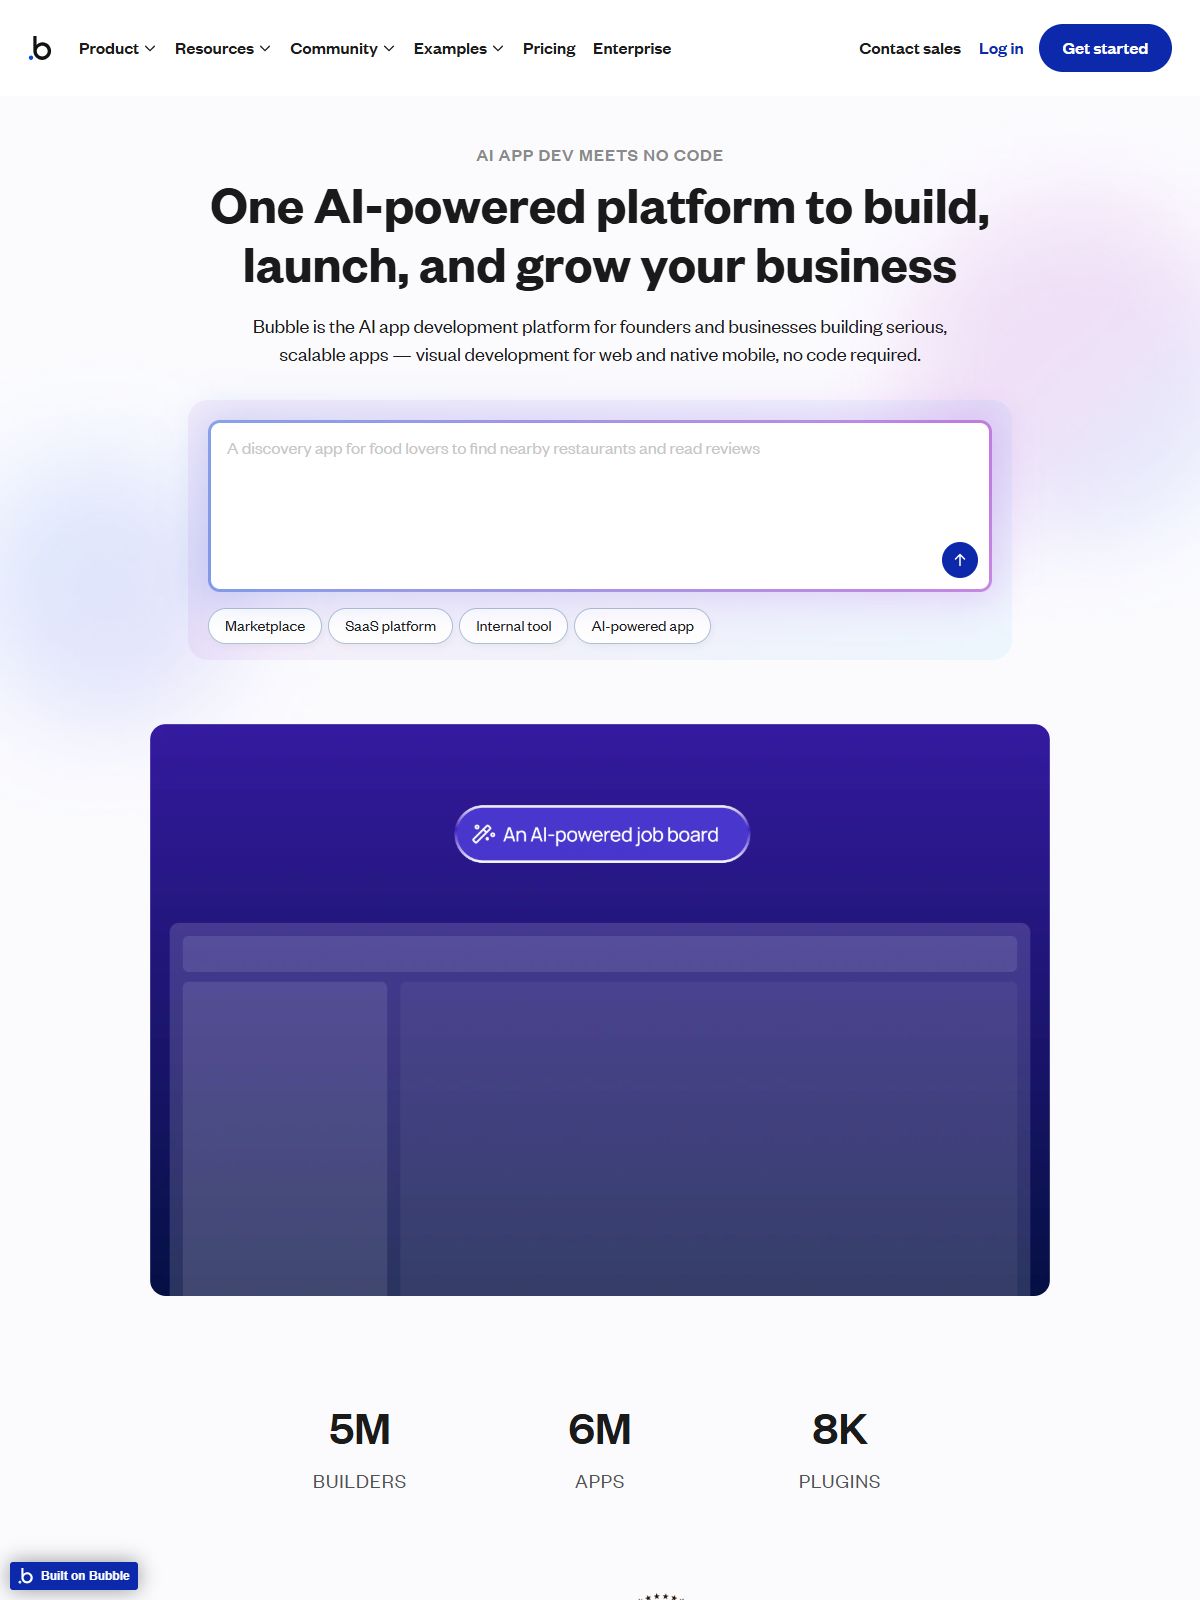 b
Product
Resources
Community
Examples
Pricing
Enterprise
Contact sales
Log in
Get started
AI APP DEV MEETS NO CODE
One AI-powered platform to build,
launch, and grow your business
Bubble is the AI app development platform for founders and businesses building serious,
scalable apps — visual development for web and native mobile, no code required.
A discovery app for food lovers to find nearby restaurants and read reviews
Marketplace
SaaS platform
Internal tool
AI-powered app
An AI-powered job board
5M
BUILDERS
6M
APPS
8K
PLUGINS
b Built on Bubble